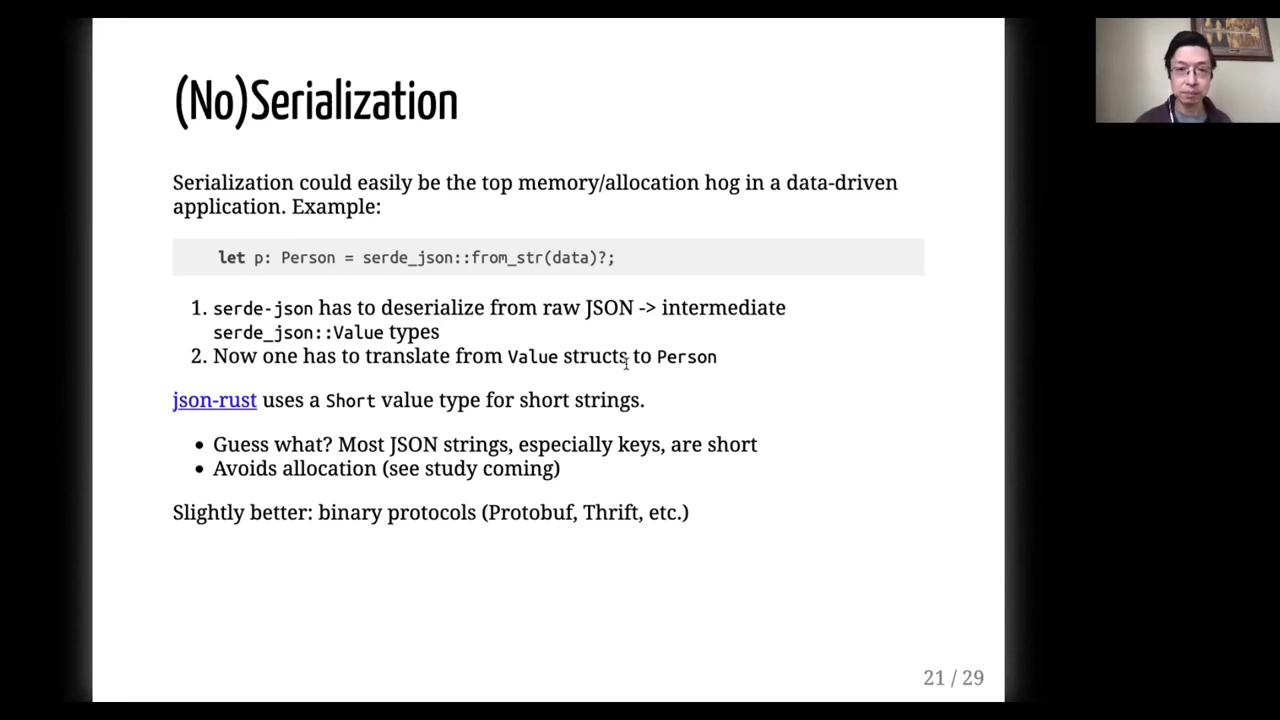 (No)Serialization
Serialization could easily be the top memory/allocation hog in a data-driven
application. Example:
let p: Person = serde_json::from_str(data)?;
1. serde-json has to deserialize from raw JSON -> intermediate
serde_json::Value types
2. Now one has to translate from Value structs to Person
json-rust uses a Short value type for short strings.
• Guess what? Most JSON strings, especially keys, are short
• Avoids allocation (see study coming)
Slightly better: binary protocols (Protobuf, Thrift, etc.)
21 / 29